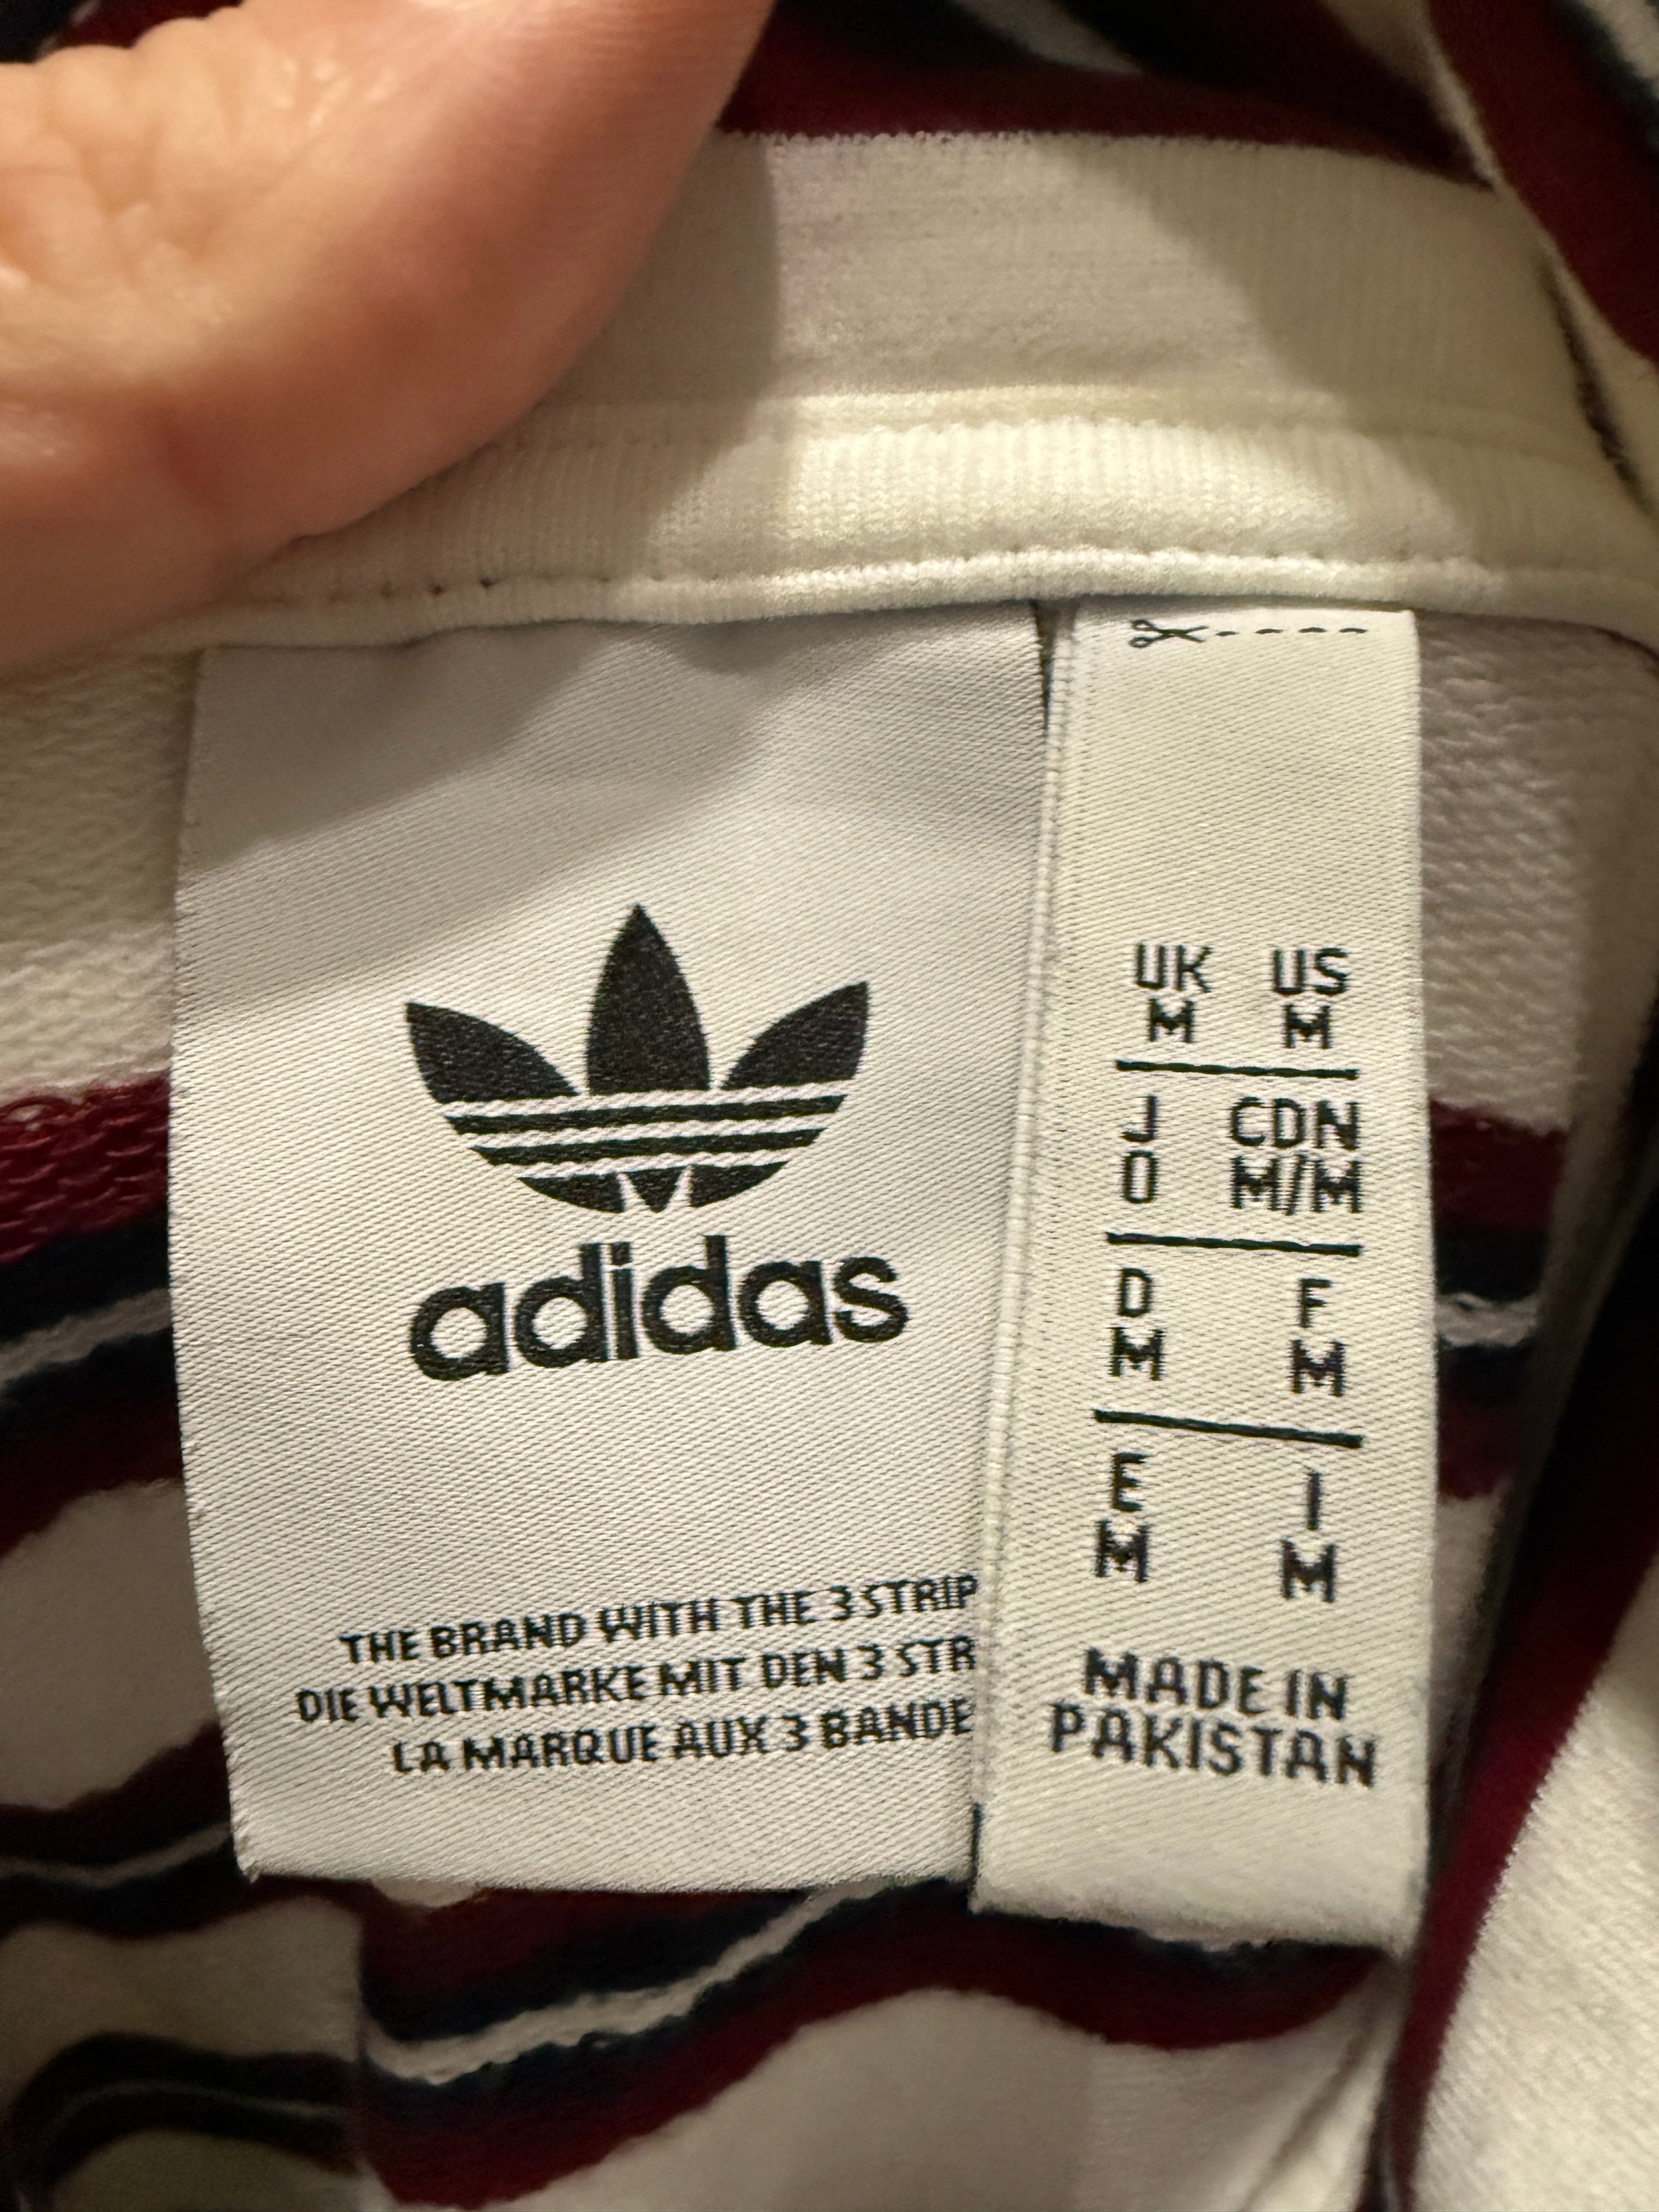 adidas
THE BRAND WITH THE 3 STRIP
DIE WELTMARKE MIT DEN 3 STR
LA MARQUE AUX 3 BANDE
UK US
M M
J CDN
O M/M
D F
M M
E I
M M
MADE IN
PAKISTAN